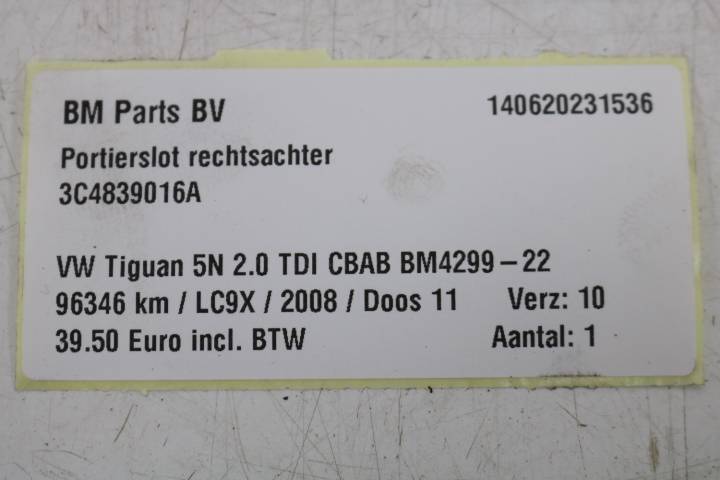 BM Parts BV 140620231536
Portierslot rechtsachter
3C4839016A
VW Tiguan 5N 2.0 TDI CBAB BM4299-22
96346 km / LC9X / 2008 / Doos 11 Verz: 10
39.50 Euro incl. BTW Aantal: 1